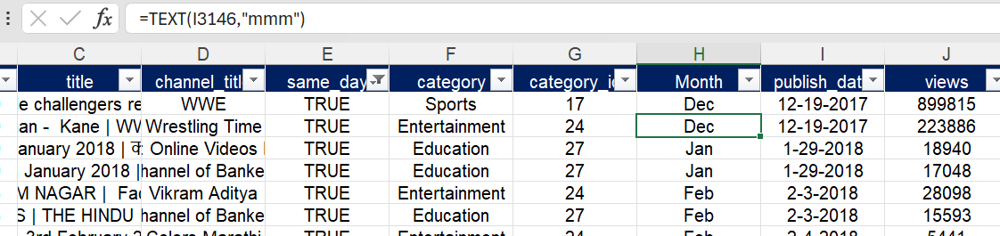 fx =TEXT(I3146,"mmm")
C D E F G H I J
title channel_titl same_day category category_i Month publish_dat views
e challengers re WWE TRUE Sports 17 Dec 12-19-2017 899815
an - Kane | WV Wrestling Time TRUE Entertainment 24 Dec 12-19-2017 223886
anuary 2018 | Online Videos TRUE Education 27 Jan 1-29-2018 18940
January 2018 | hannel of Banke TRUE Education 27 Jan 1-29-2018 17048
M NAGAR | Fac Vikram Aditya TRUE Entertainment 24 Feb 2-3-2018 28098
S | THE HINDU hannel of Banke TRUE Education 27 Feb 2-3-2018 15593
3rd February 2 Colors Marathi TRUE Entertainment 24 Feb 2-4-2018 5441